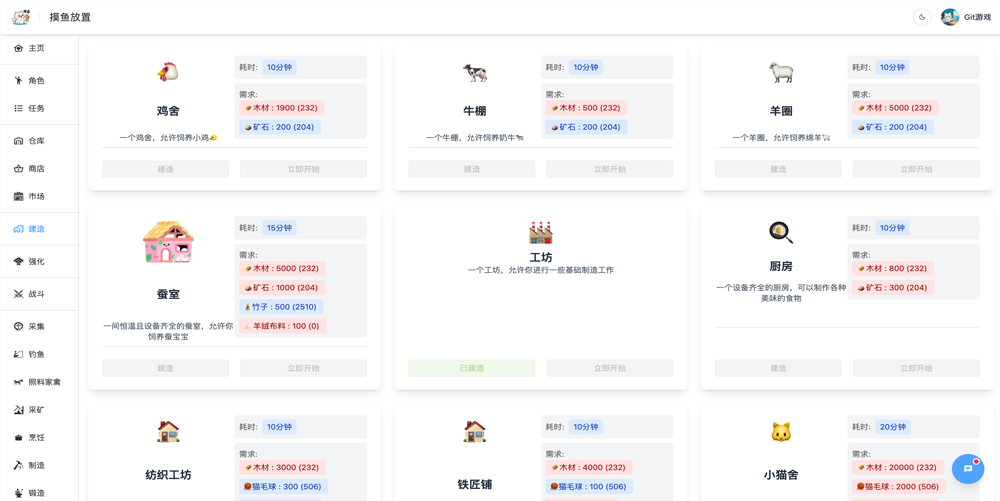 摸鱼放置
Git游戏
主页
角色
任务
仓库
商店
市场
建造
强化
战斗
采集
钓鱼
照料家禽
采矿
烹饪
制造
锻造
鸡舍
一个鸡舍，允许饲养小鸡
耗时: 10分钟
需求:
木材 : 1900 (232)
矿石 : 200 (204)
建造
立即开始
牛棚
一个牛棚，允许饲养奶牛
耗时: 10分钟
需求:
木材 : 500 (232)
矿石 : 200 (204)
建造
立即开始
羊圈
一个羊圈，允许饲养绵羊
耗时: 10分钟
需求:
木材 : 5000 (232)
矿石 : 200 (204)
建造
立即开始
蚕室
一间恒温且设备齐全的蚕室，允许你
饲养蚕宝宝
耗时: 15分钟
需求:
木材 : 5000 (232)
矿石 : 1000 (204)
竹子 : 500 (2510)
羊绒布料 : 100 (0)
建造
立即开始
工坊
一个工坊，允许你进行一些基础制造工作
已建造
立即开始
厨房
一个设备齐全的厨房，可以制作各种
美味的食物
耗时: 10分钟
需求:
木材 : 800 (232)
矿石 : 300 (204)
建造
立即开始
纺织工坊
耗时: 10分钟
需求:
木材 : 3000 (232)
猫毛球 : 300 (506)
铁匠铺
耗时: 10分钟
需求:
木材 : 4000 (232)
猫毛球 : 100 (506)
小猫舍
耗时: 20分钟
需求:
木材 : 20000 (232)
猫毛球 : 2000 (506)